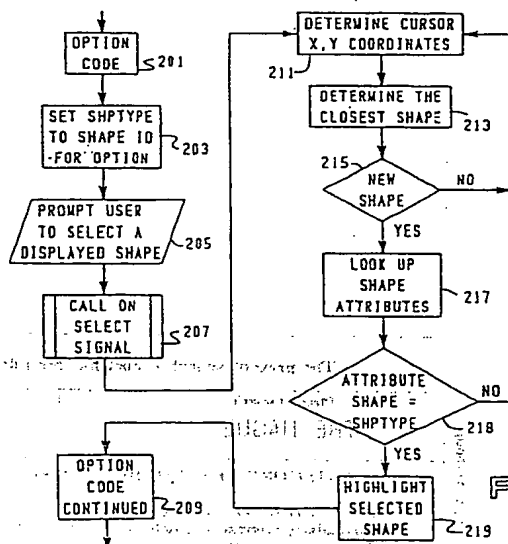 OPTION
CODE
201
SET SHPTYPE
TO SHAPE ID
FOR OPTION
203
PROMPT USER
TO SELECT A
DISPLAYED SHAPE
205
CALL ON
SELECT
SIGNAL
207
OPTION
CODE
CONTINUED
209
DETERMINE CURSOR
X,Y COORDINATES
211
DETERMINE THE
CLOSEST SHAPE
213
215
NEW
SHAPE
NO
YES
LOOK UP
SHAPE
ATTRIBUTES
217
ATTRIBUTE
SHAPE =
SHPTYPE
NO
218
YES
HIGHLIGHT
SELECTED
SHAPE
219
F